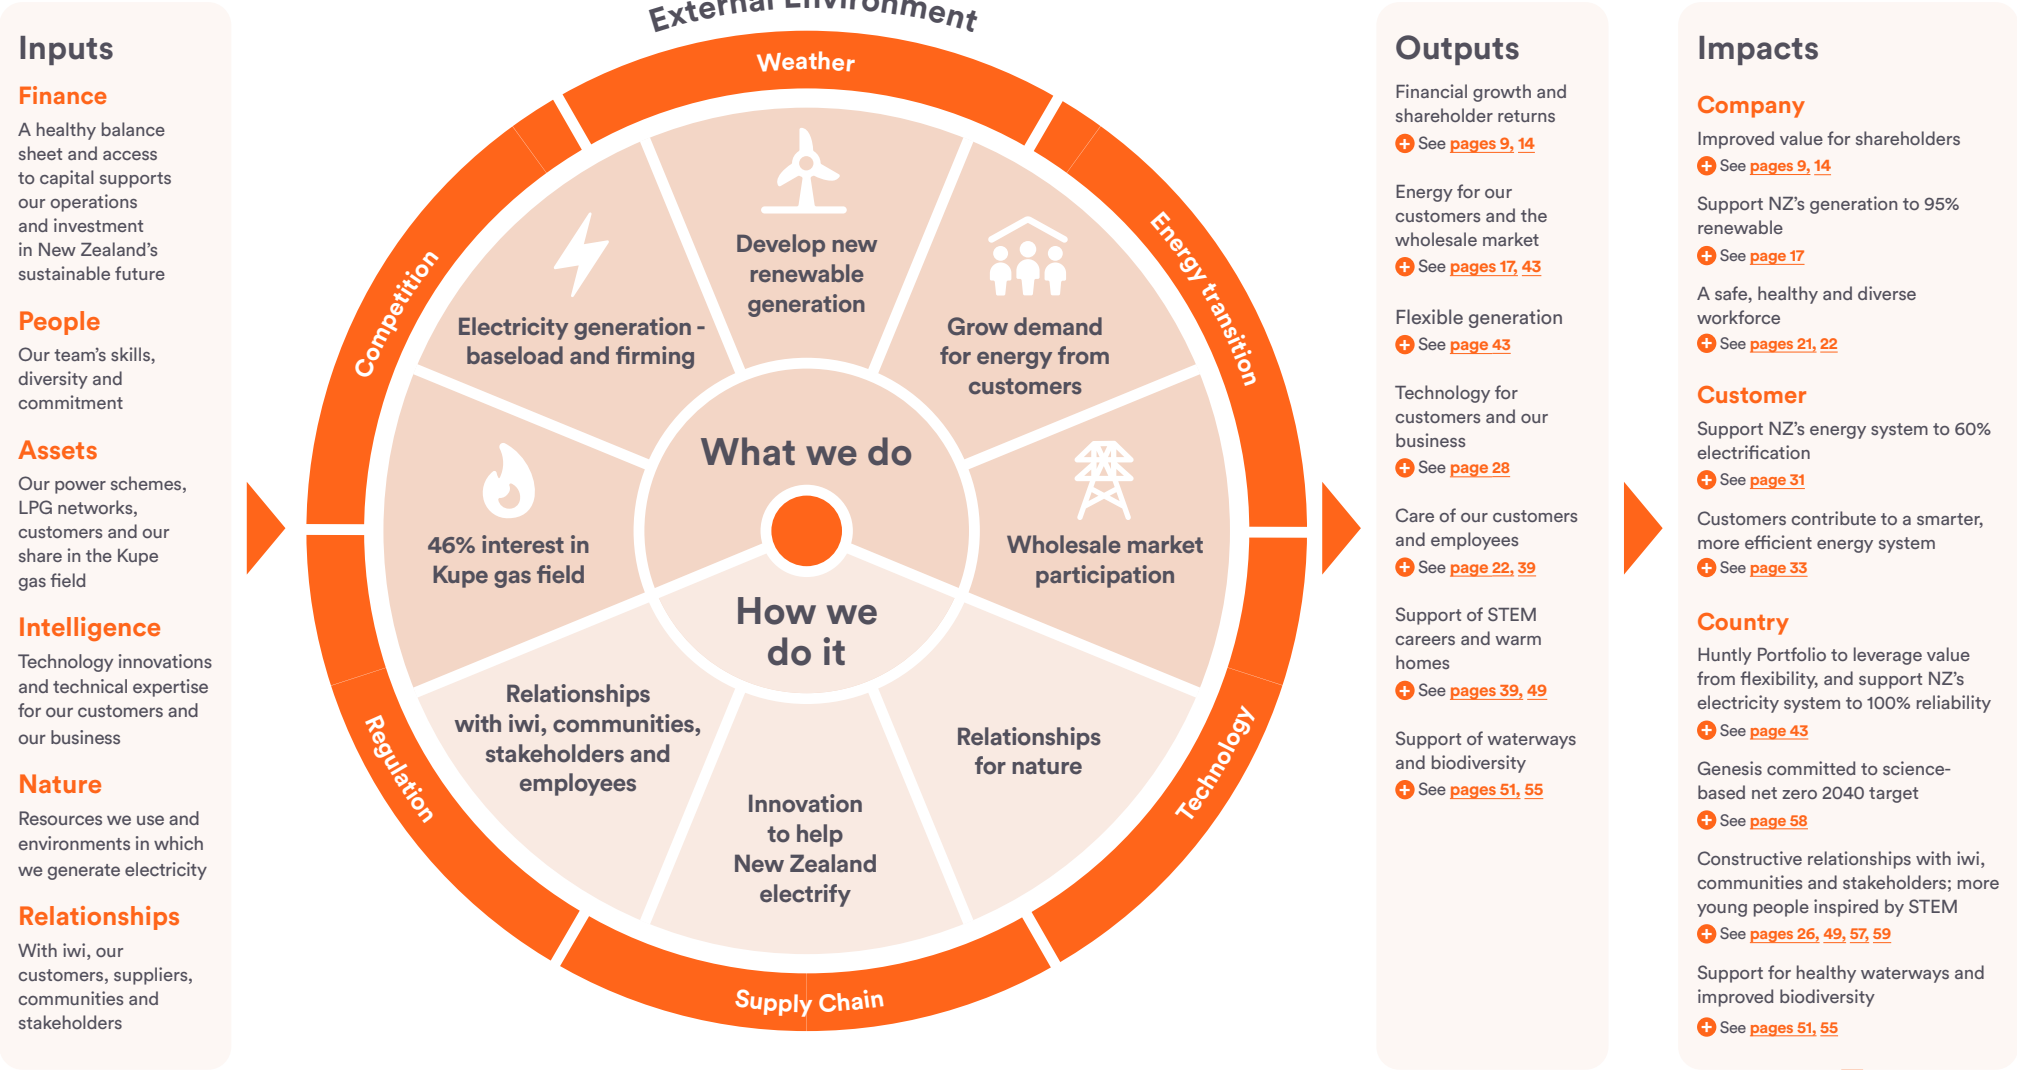 Inputs
Finance
A healthy balance
sheet and access
to capital supports
our operations
and investment
in New Zealand's
sustainable future
People
Our team's skills,
diversity and
commitment
Assets
Our power schemes,
LPG networks,
customers and our
share in the Kupe
gas field
Intelligence
Technology innovations
and technical expertise
for our customers and
our business
Nature
Resources we use and
environments in which
we generate electricity
Relationships
With iwi, our
customers, suppliers,
communities and
stakeholders
External Environment
Weather
Energy transition
Technology
Supply Chain
Regulation
Competition
What we do
46% interest in
Kupe gas field
Electricity generation -
baseload and firming
Develop new
renewable
generation
Grow demand
for energy from
customers
Wholesale market
participation
How we
do it
Relationships
with iwi, communities,
stakeholders and
employees
Innovation
to help
New Zealand
electrify
Relationships
for nature
Outputs
Financial growth and
shareholder returns
See pages 9, 14
Energy for our
customers and the
wholesale market
See pages 17, 43
Flexible generation
See page 43
Technology for
customers and our
business
See page 28
Care of our customers
and employees
See page 22, 39
Support of STEM
careers and warm
homes
See pages 39, 49
Support of waterways
and biodiversity
See pages 51, 55
Impacts
Company
Improved value for shareholders
See pages 9, 14
Support NZ's generation to 95%
renewable
See page 17
A safe, healthy and diverse
workforce
See pages 21, 22
Customer
Support NZ's energy system to 60%
electrification
See page 31
Customers contribute to a smarter,
more efficient energy system
See page 33
Country
Huntly Portfolio to leverage value
from flexibility, and support NZ's
electricity system to 100% reliability
See page 43
Genesis committed to science-
based net zero 2040 target
See page 58
Constructive relationships with iwi,
communities and stakeholders; more
young people inspired by STEM
See pages 26, 49, 57, 59
Support for healthy waterways and
improved biodiversity
See pages 51, 55